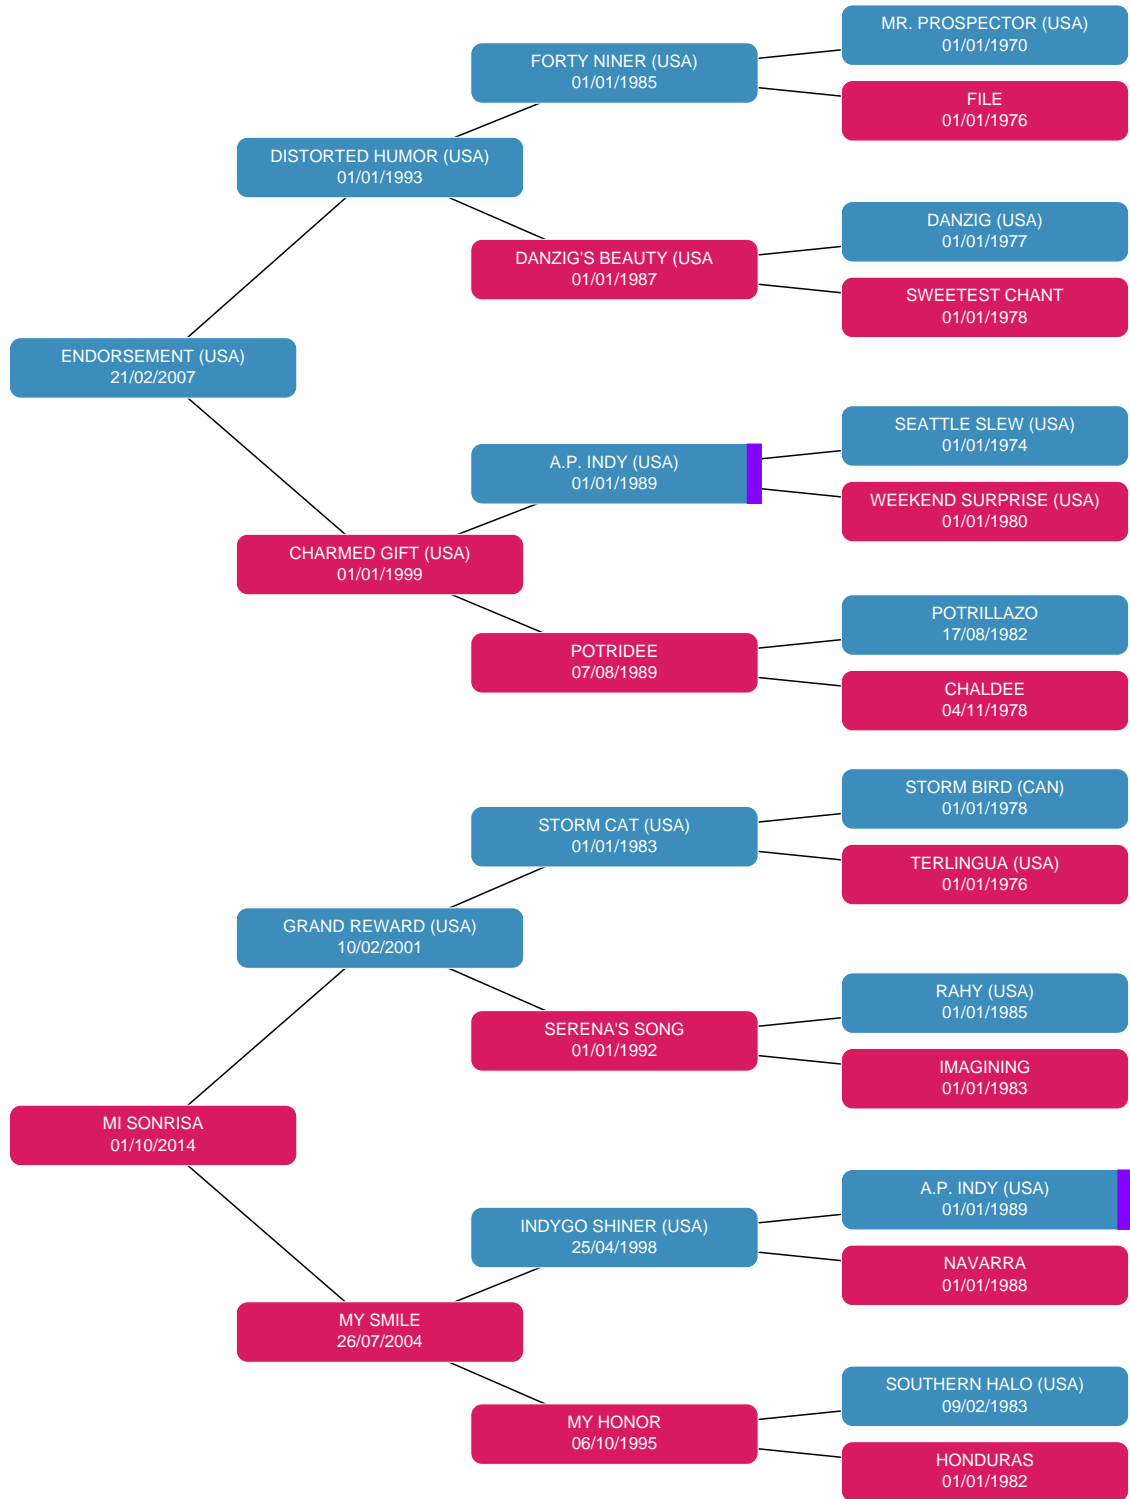 MR. PROSPECTOR (USA)
01/01/1970
FORTY NINER (USA)
01/01/1985
FILE
01/01/1976
DISTORTED HUMOR (USA)
01/01/1993
DANZIG (USA)
01/01/1977
DANZIG'S BEAUTY (USA
01/01/1987
SWEETEST CHANT
01/01/1978
ENDORSEMENT (USA)
21/02/2007
SEATTLE SLEW (USA)
01/01/1974
A.P. INDY (USA)
01/01/1989
WEEKEND SURPRISE (USA)
01/01/1980
CHARMED GIFT (USA)
01/01/1999
POTRILLAZO
17/08/1982
POTRIDEE
07/08/1989
CHALDEE
04/11/1978
STORM BIRD (CAN)
01/01/1978
STORM CAT (USA)
01/01/1983
TERLINGUA (USA)
01/01/1976
GRAND REWARD (USA)
10/02/2001
RAHY (USA)
01/01/1985
SERENA'S SONG
01/01/1992
IMAGINING
01/01/1983
MI SONRISA
01/10/2014
A.P. INDY (USA)
01/01/1989
INDYGO SHINER (USA)
25/04/1998
NAVARRA
01/01/1988
MY SMILE
26/07/2004
SOUTHERN HALO (USA)
09/02/1983
MY HONOR
06/10/1995
HONDURAS
01/01/1982